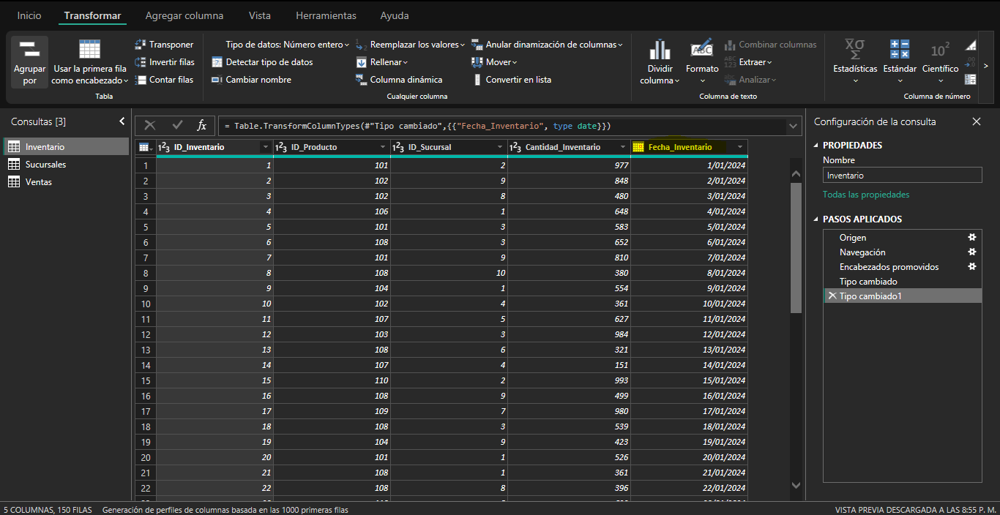 Inicio Transformar Agregar columna Vista Herramientas Ayuda
Agrupar por
Usar la primera fila como encabezado
Transponer
Invertir filas
Contar filas
Tabla
Tipo de datos: Número entero
Detectar tipo de datos
Cambiar nombre
Reemplazar los valores
Rellenar
Columna dinámica
Anular dinamización de columnas
Mover
Convertir en lista
Cualquier columna
Dividir columna
Formato
Combinar columnas
Extraer
Analizar
Columna de texto
Estadísticas
Estándar
Científico
Columna de número
Consultas [3]
Inventario
Sucursales
Ventas
fx = Table.TransformColumnTypes(#"Tipo cambiado",{{"Fecha_Inventario", type date}})
ID_Inventario ID_Producto ID_Sucursal Cantidad_Inventario Fecha_Inventario
1 1 101 2 977 1/01/2024
2 2 102 9 848 2/01/2024
3 3 102 8 480 3/01/2024
4 4 106 1 648 4/01/2024
5 5 101 3 583 5/01/2024
6 6 108 3 652 6/01/2024
7 7 101 9 810 7/01/2024
8 8 108 10 380 8/01/2024
9 9 104 1 554 9/01/2024
10 10 102 4 361 10/01/2024
11 11 107 5 627 11/01/2024
12 12 103 3 984 12/01/2024
13 13 108 6 321 13/01/2024
14 14 107 4 151 14/01/2024
15 15 110 2 993 15/01/2024
16 16 108 9 499 16/01/2024
17 17 109 7 980 17/01/2024
18 18 108 3 539 18/01/2024
19 19 104 9 423 19/01/2024
20 20 101 1 526 20/01/2024
21 21 108 1 361 21/01/2024
22 22 108 8 396 22/01/2024
Configuración de la consulta
PROPIEDADES
Nombre
Inventario
Todas las propiedades
PASOS APLICADOS
Origen
Navegación
Encabezados promovidos
Tipo cambiado
Tipo cambiado1
5 COLUMNAS, 150 FILAS Generación de perfiles de columnas basada en las 1000 primeras filas
VISTA PREVIA DESCARGADA A LAS 8:55 P. M.